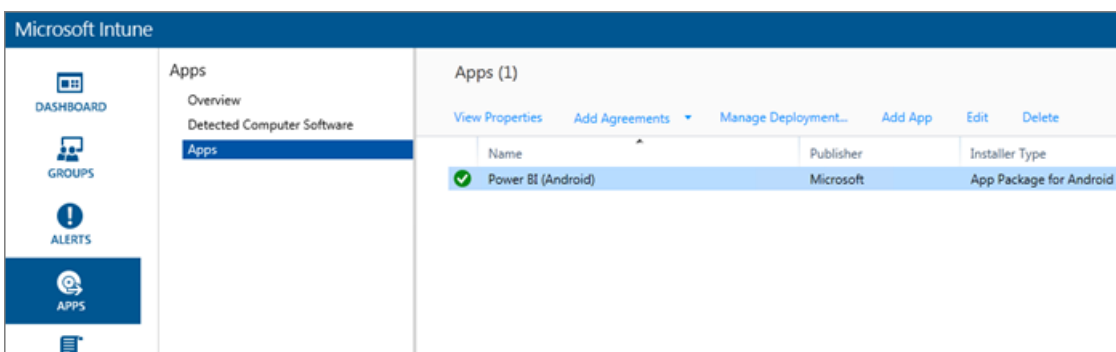 Microsoft Intune
DASHBOARD
GROUPS
ALERTS
APPS
Apps
Overview
Detected Computer Software
Apps
Apps (1)
View Properties Add Agreements Manage Deployment... Add App Edit Delete
Name Publisher Installer Type
Power BI (Android) Microsoft App Package for Android